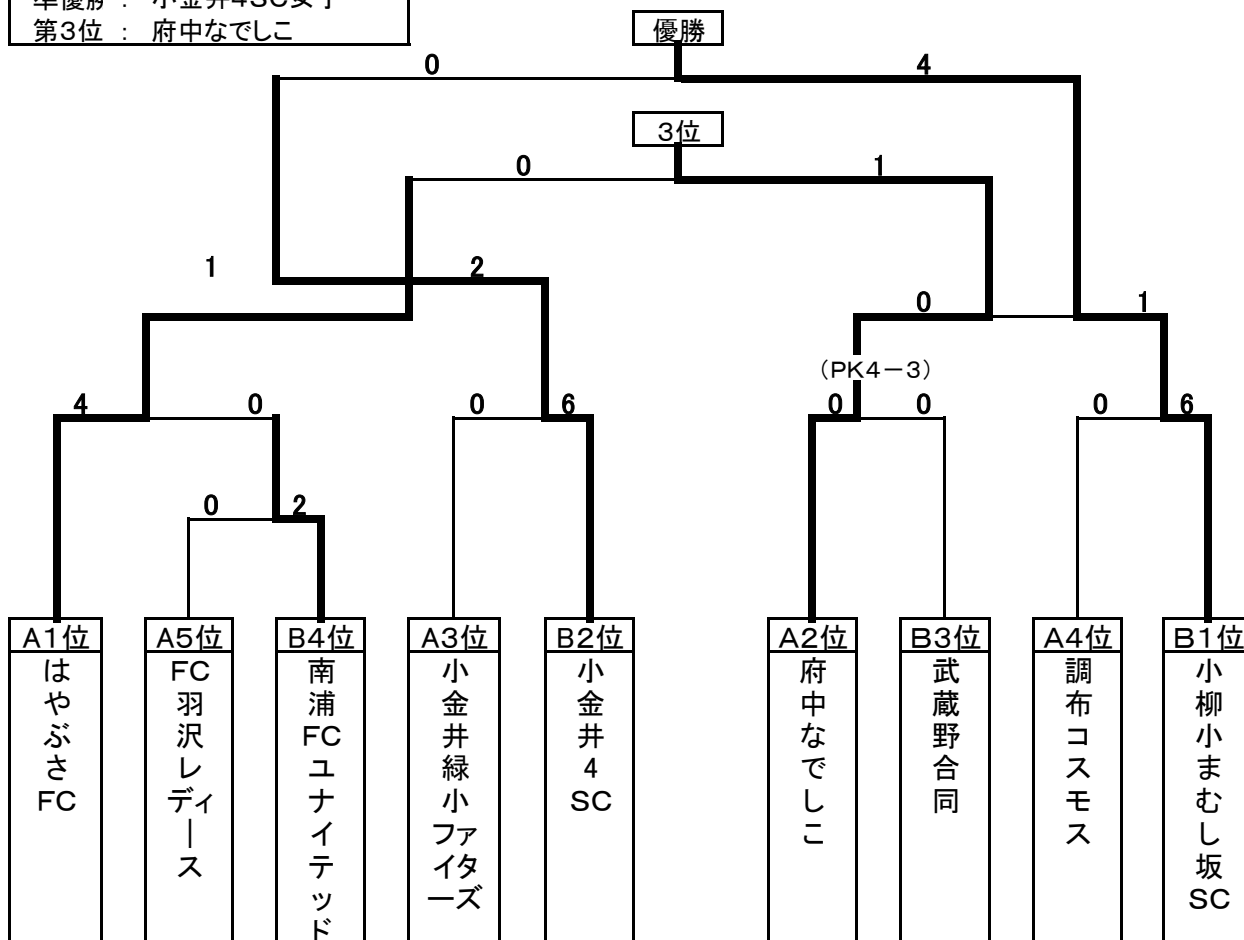 準優勝 : 小金井4SC女子
第3位 : 府中なでしこ
優勝
0
4
3位
0
1
1
2
0
1
(PK4-3)
4
0
0
6
0
0
0
6
0
2
A1位
A5位
B4位
A3位
B2位
A2位
B3位
A4位
B1位
はやぶさFC
FC羽沢レディース
南浦FCユナイテッド
小金井緑小ファイターズ
小金井4SC
府中なでしこ
武蔵野合同
調布コスモス
小柳小まむし坂SC